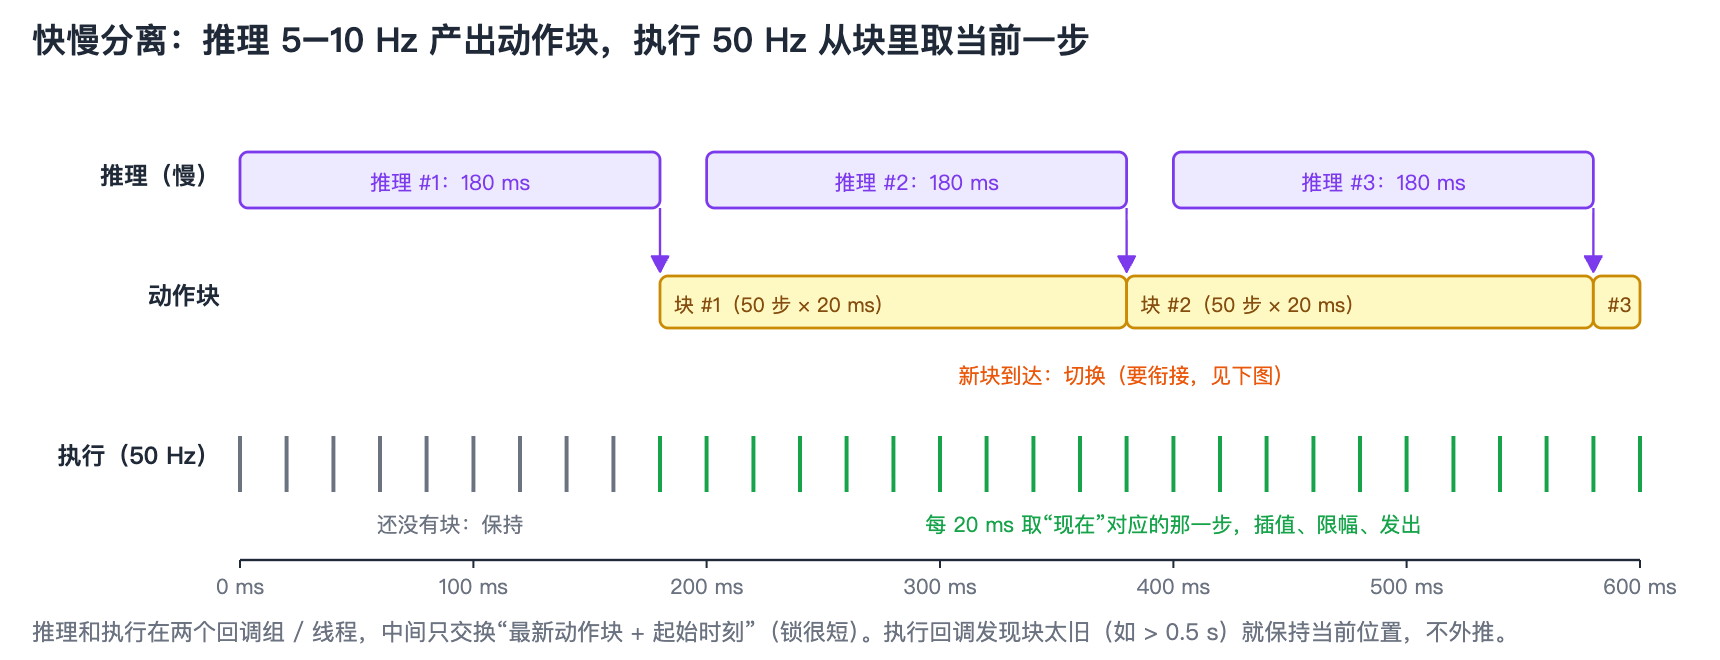 快慢分离：推理 5—10 Hz 产出动作块，执行 50 Hz 从块里取当前一步
推理（慢）
推理 #1：180 ms
推理 #2：180 ms
推理 #3：180 ms
动作块
块 #1（50 步 × 20 ms）
块 #2（50 步 × 20 ms）
#3
新块到达：切换（要衔接，见下图）
执行（50 Hz）
还没有块：保持
每 20 ms 取“现在”对应的那一步，插值、限幅、发出
0 ms
100 ms
200 ms
300 ms
400 ms
500 ms
600 ms
推理和执行在两个回调组 / 线程，中间只交换“最新动作块 + 起始时刻”（锁很短）。执行回调发现块太旧（如 > 0.5 s）就保持当前位置，不外推。